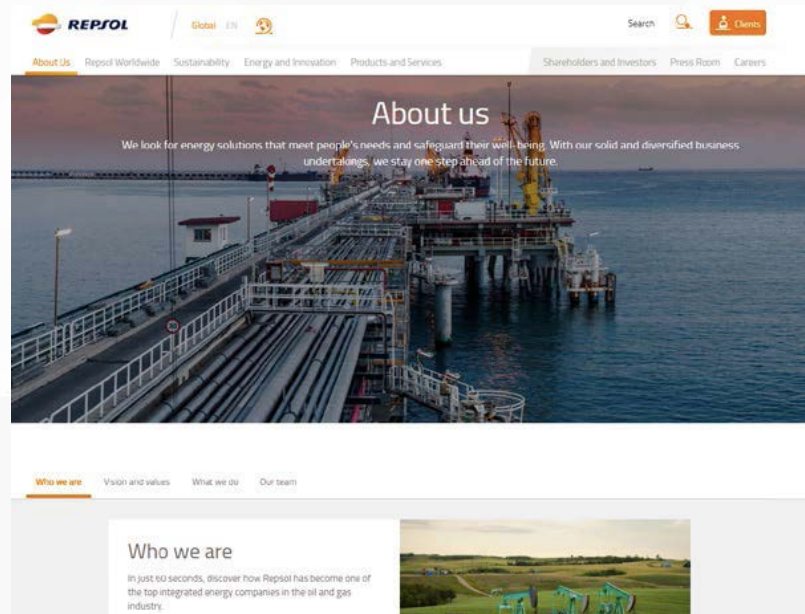 REPSOL
Global EN
Search
Clients
About Us Repsol Worldwide Sustainability Energy and Innovation Products and Services Shareholders and Investors Press Room Careers
About us
We look for energy solutions that meet people's needs and safeguard their well-being. With our solid and diversified business
undertakings, we stay one step ahead of the future.
Who we are Vision and values What we do Our team
Who we are
In just 60 seconds, discover how Repsol has become one of
the top integrated energy companies in the oil and gas
industry.